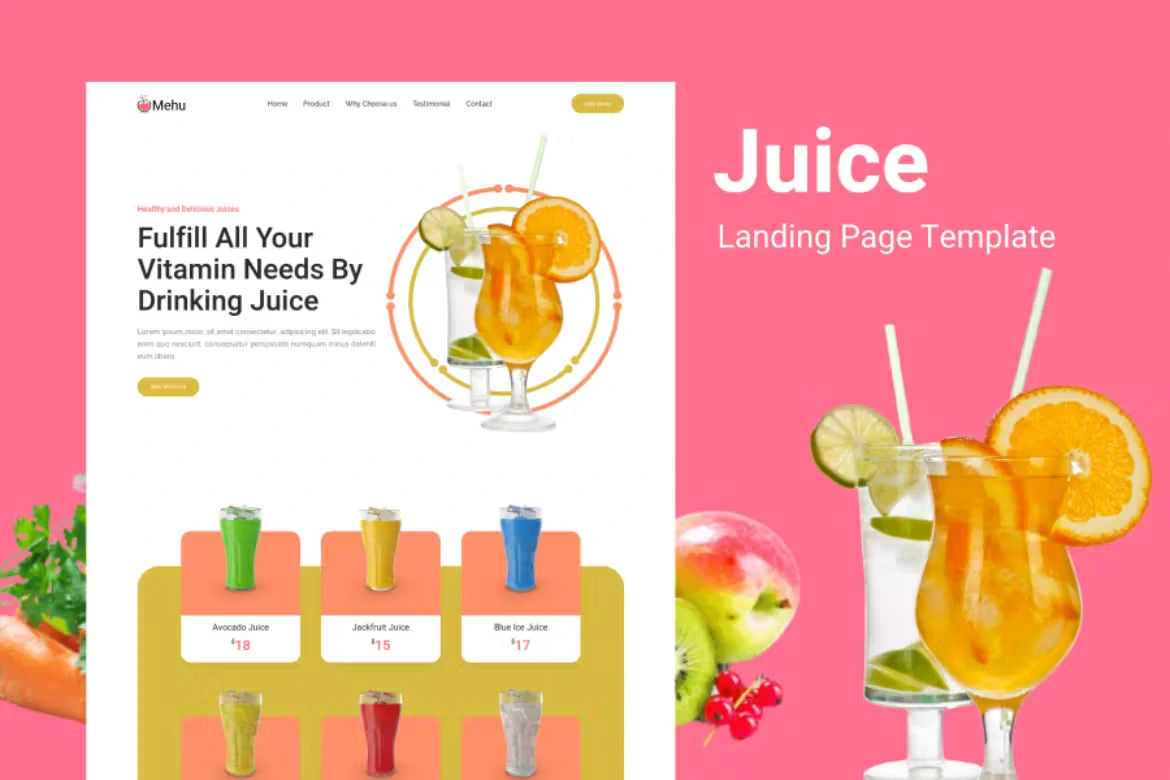 Mehu
Home Product Why Choose us Testimonial Contact
Healthy and Delicious Juices
Fulfill All Your
Vitamin Needs By
Drinking Juice
Lorem ipsum dolor, sit amet consectetur, adipisicing elit. Sit explicabo
enim quo nesciunt, consequatur perspiciatis numquam minus deleniti
eum libero
Juice
Landing Page Template
Avocado Juice
$18
Jackfruit Juice
$15
Blue Ice Juice
$17